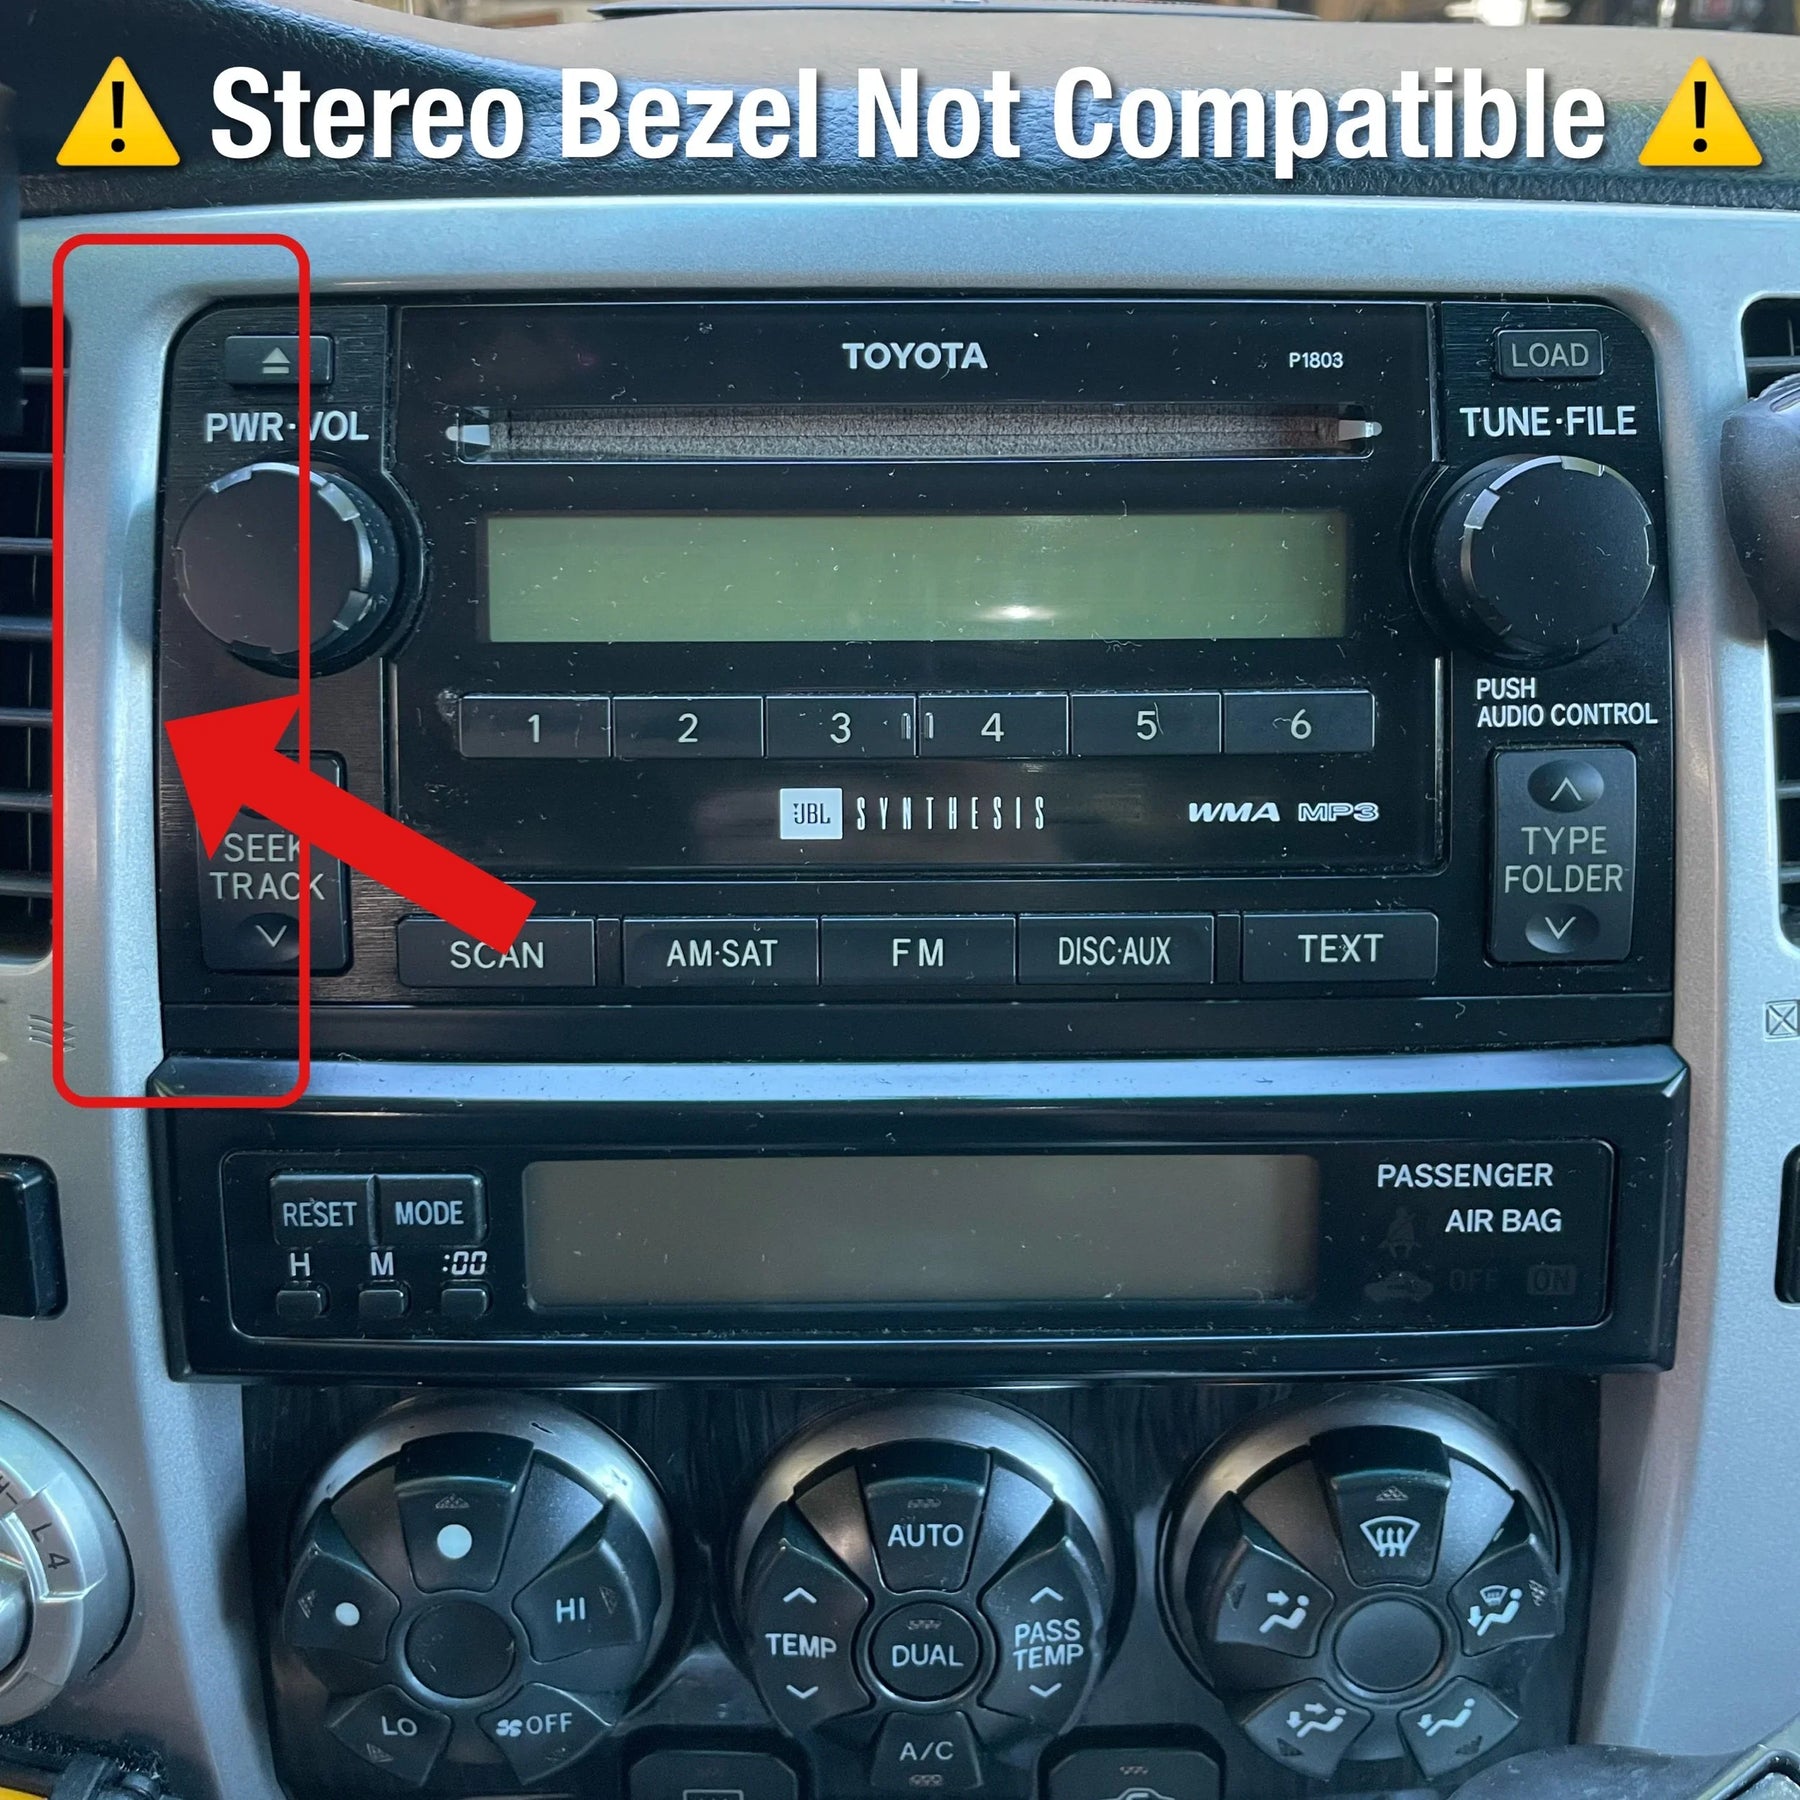 Stereo Bezel Not Compatible
TOYOTA
P1803
LOAD
PWR·VOL
TUNE·FILE
1 2 3 4 5 6
PUSH
AUDIO CONTROL
JBL SYNTHESIS
WMA MP3
SEEK
TRACK
TYPE
FOLDER
SCAN
AM·SAT
FM
DISC·AUX
TEXT
RESET
MODE
H M :00
PASSENGER
AIR BAG
OFF ON
AUTO
HI
TEMP
DUAL
PASS
TEMP
LO
OFF
A/C
L4